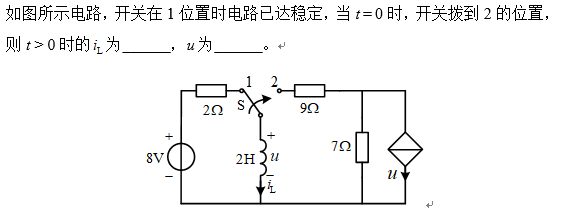 如图所示电路，开关在 1 位置时电路已达稳定，当 t = 0 时，开关拨到 2 的位置，
则 t > 0 时的 iL 为______，u 为______。
1 2
2Ω S 9Ω
+ +
8V 2H u 7Ω
− − u
iL